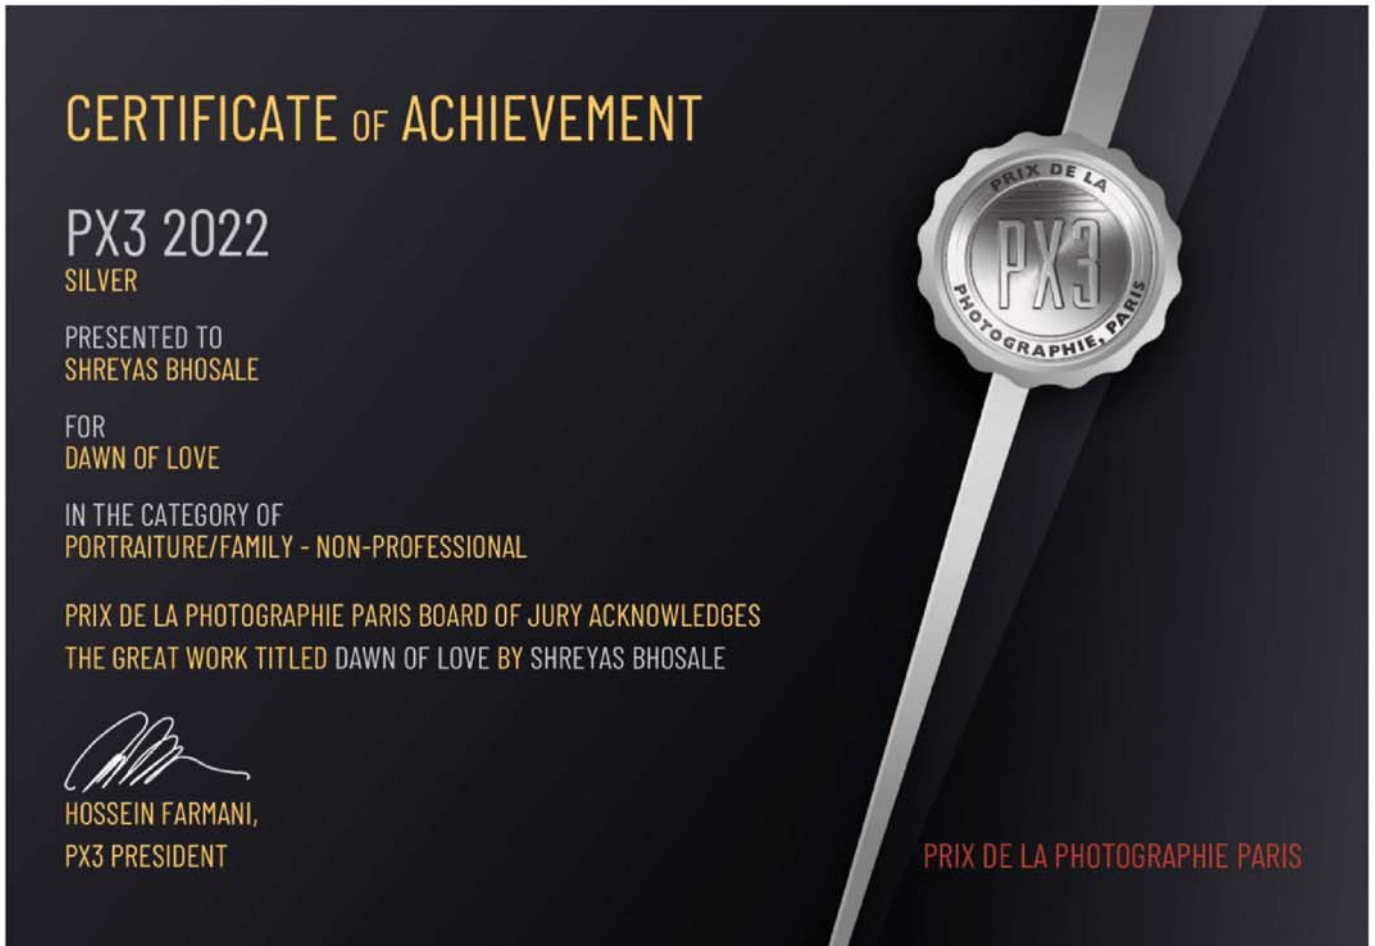 CERTIFICATE OF ACHIEVEMENT
PX3 2022
SILVER
PRESENTED TO
SHREYAS BHOSALE
FOR
DAWN OF LOVE
IN THE CATEGORY OF
PORTRAITURE/FAMILY - NON-PROFESSIONAL
PRIX DE LA PHOTOGRAPHIE PARIS BOARD OF JURY ACKNOWLEDGES
THE GREAT WORK TITLED DAWN OF LOVE BY SHREYAS BHOSALE
HOSSEIN FARMANI,
PX3 PRESIDENT
PRIX DE LA
PX3
PHOTOGRAPHIE, PARIS
PRIX DE LA PHOTOGRAPHIE PARIS